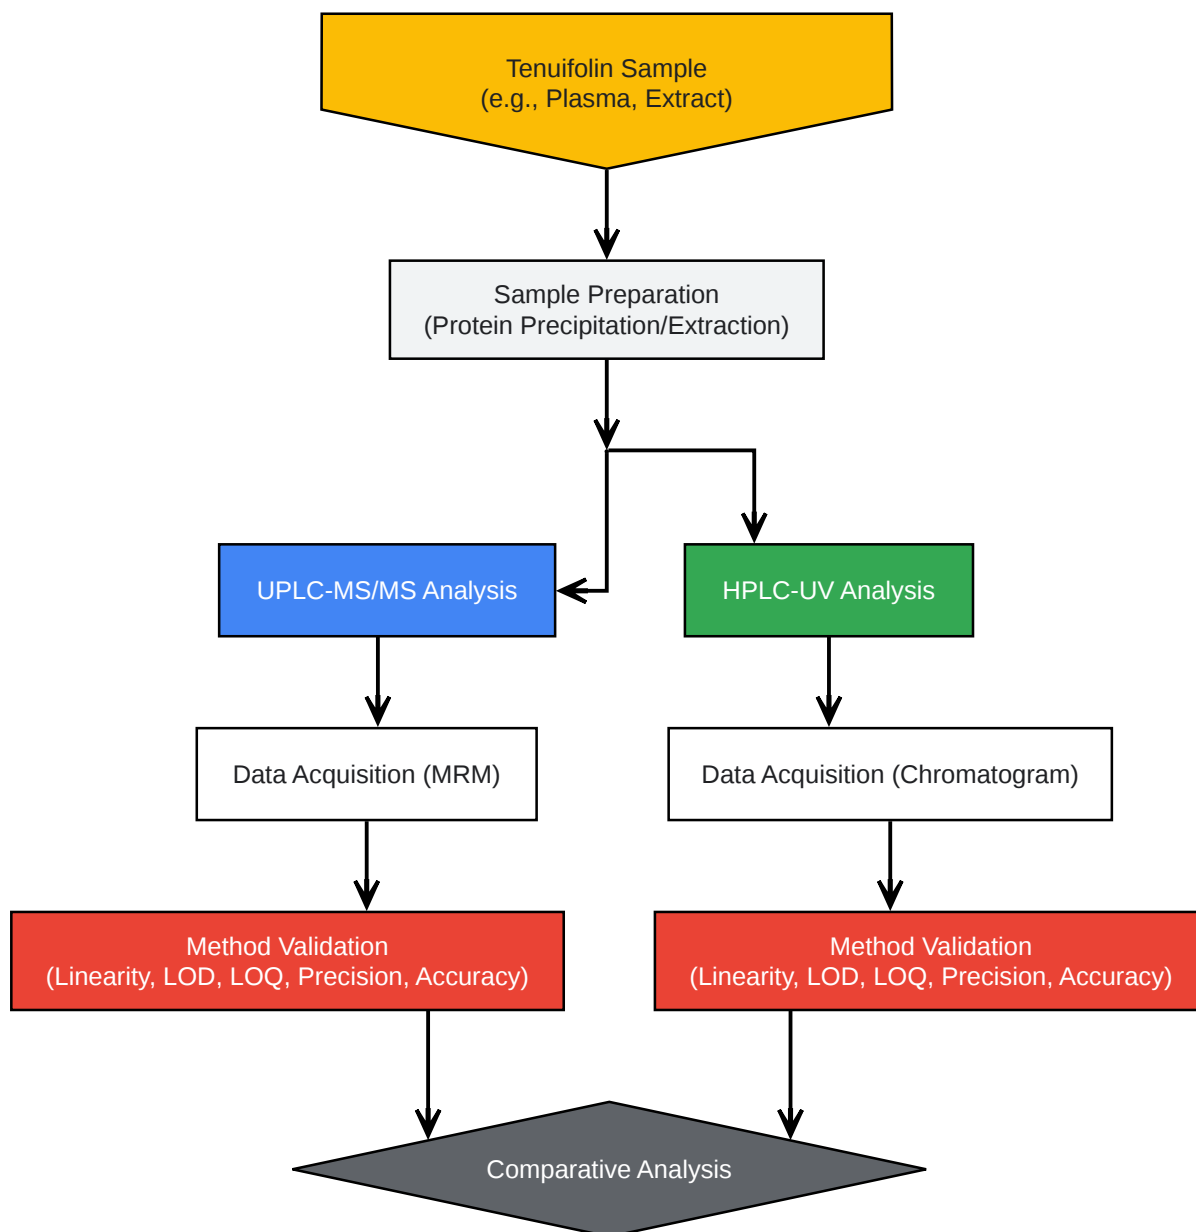 Tenuifolin Sample
(e.g., Plasma, Extract)
Sample Preparation
(Protein Precipitation/Extraction)
UPLC-MS/MS Analysis
HPLC-UV Analysis
Data Acquisition (MRM)
Data Acquisition (Chromatogram)
Method Validation
(Linearity, LOD, LOQ, Precision, Accuracy)
Method Validation
(Linearity, LOD, LOQ, Precision, Accuracy)
Comparative Analysis